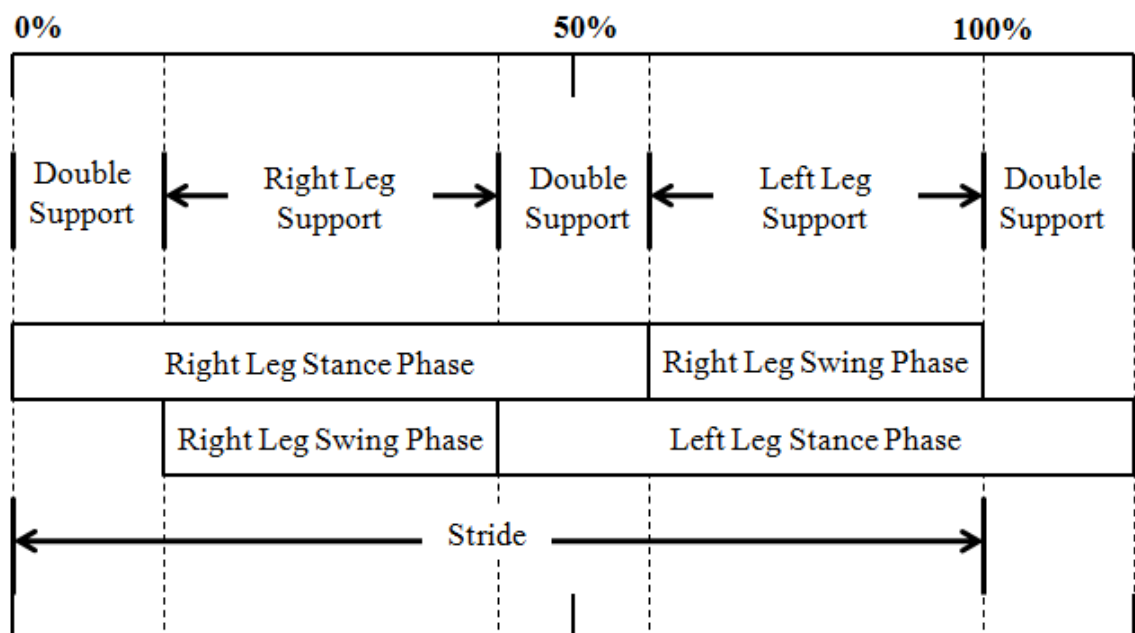 0% 50% 100%
Double Support
Right Leg Support
Double Support
Left Leg Support
Double Support
Right Leg Stance Phase
Right Leg Swing Phase
Right Leg Swing Phase
Left Leg Stance Phase
Stride